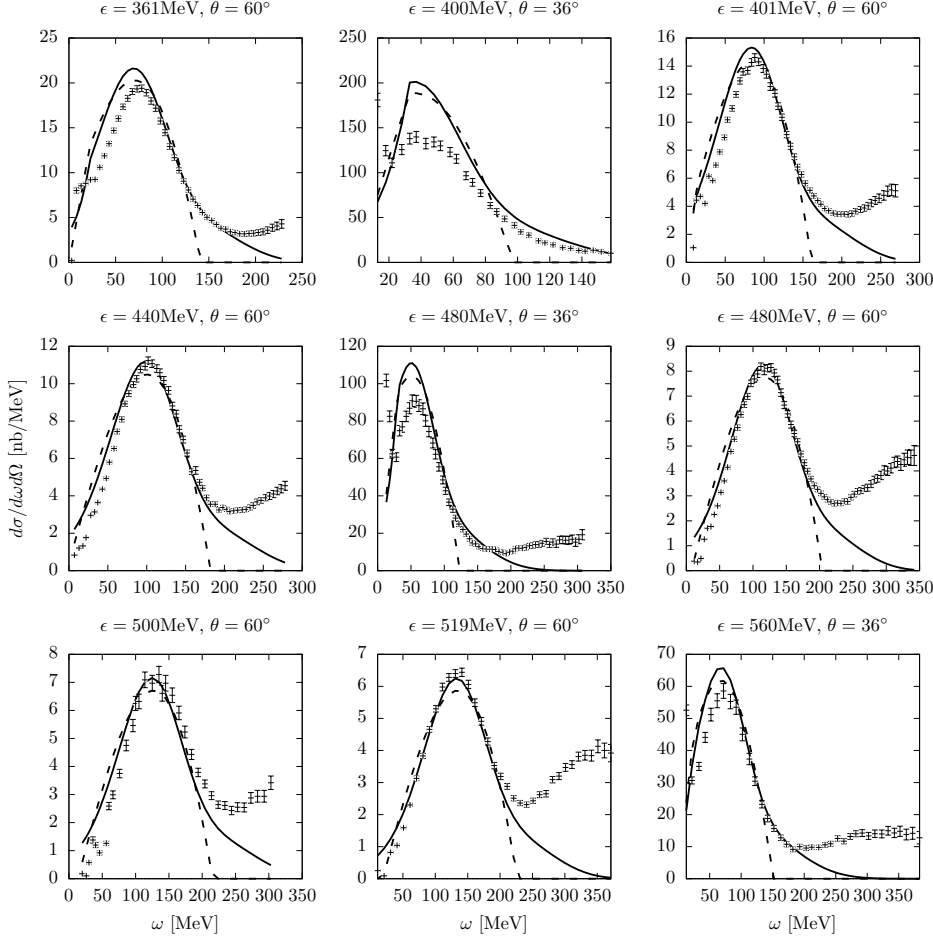 ϵ = 361MeV, θ = 60° ϵ = 400MeV, θ = 36° ϵ = 401MeV, θ = 60°
25 250 16
14
20 200
12
15 150 10
8
10 100 6
4
5 50
2
0 0 0
0 50 100 150 200 250 20 40 60 80 100 120 140 0 50 100 150 200 250 300
ϵ = 440MeV, θ = 60° ϵ = 480MeV, θ = 36° ϵ = 480MeV, θ = 60°
12 120 9
8
10 100
7
8 80 6
5
6 60
4
4 40 3
2
2 20
1
0 0 0
0 50 100 150 200 250 300 0 50 100 150 200 250 300 350 0 50 100 150 200 250 300 350
dσ/dωdΩ [nb/MeV]
ϵ = 500MeV, θ = 60° ϵ = 519MeV, θ = 60° ϵ = 560MeV, θ = 36°
8 7 70
7 6 60
6
5 50
5
4 40
4
3 30
3
2 2 20
1 1 10
0 0 0
0 50 100 150 200 250 300 350 50 100 150 200 250 300 350 50 100 150 200 250 300 350
ω [MeV] ω [MeV] ω [MeV]